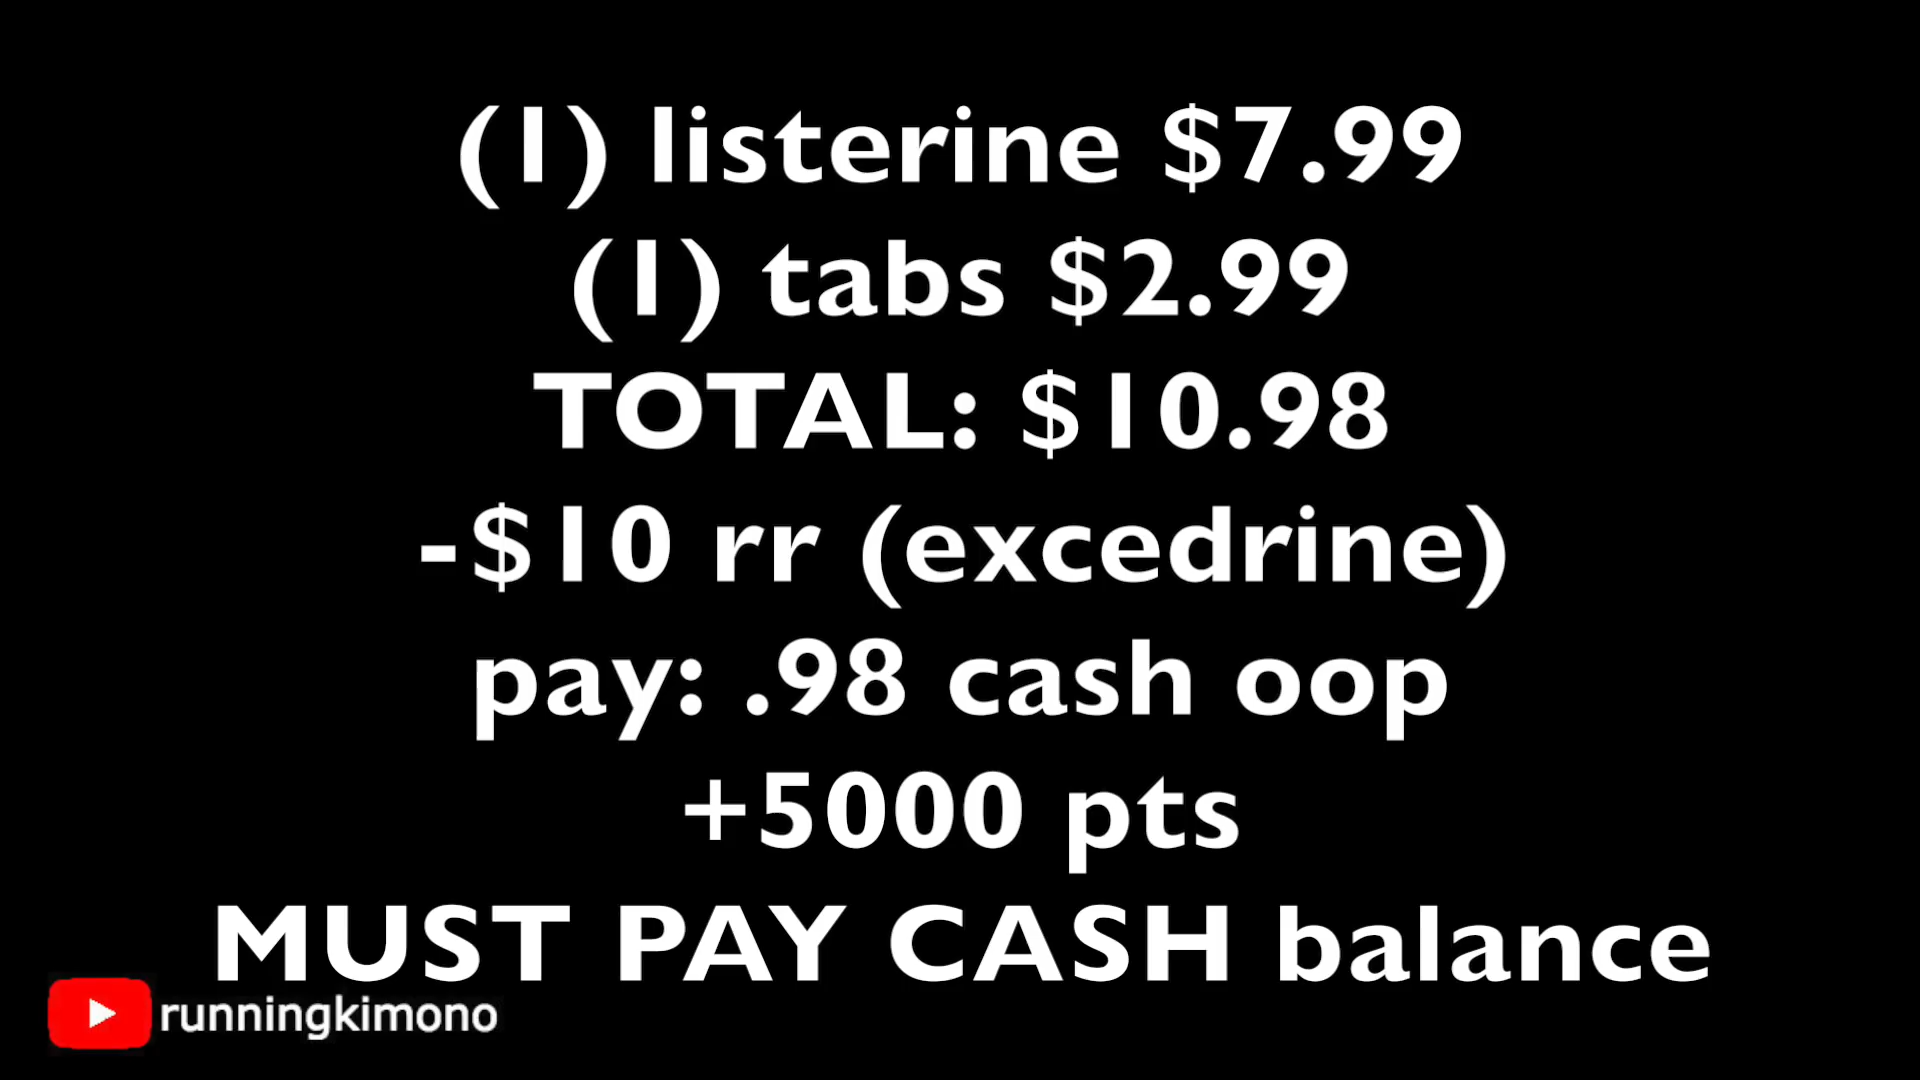 (1) listerine $7.99
(1) tabs $2.99
TOTAL: $10.98
-$10 rr (excedrine)
pay: .98 cash oop
+5000 pts
MUST PAY CASH balance
runningkimono